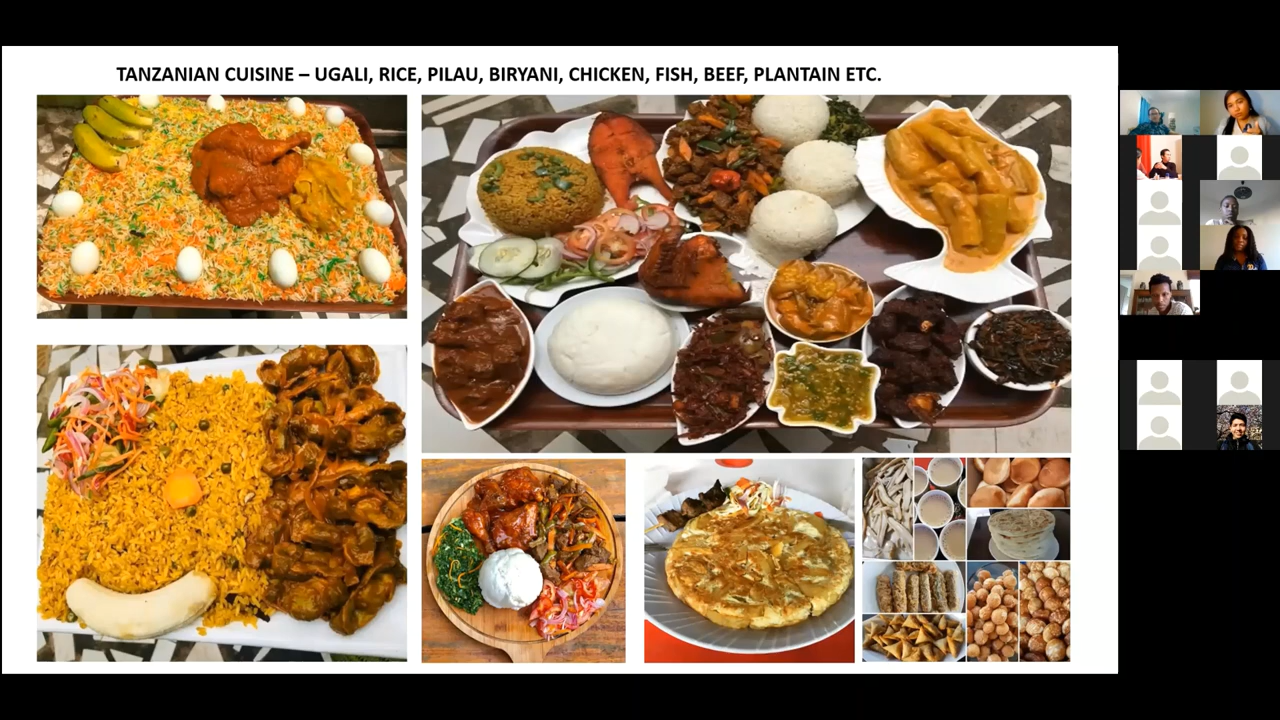 TANZANIAN CUISINE – UGALI, RICE, PILAU, BIRYANI, CHICKEN, FISH, BEEF, PLANTAIN ETC.